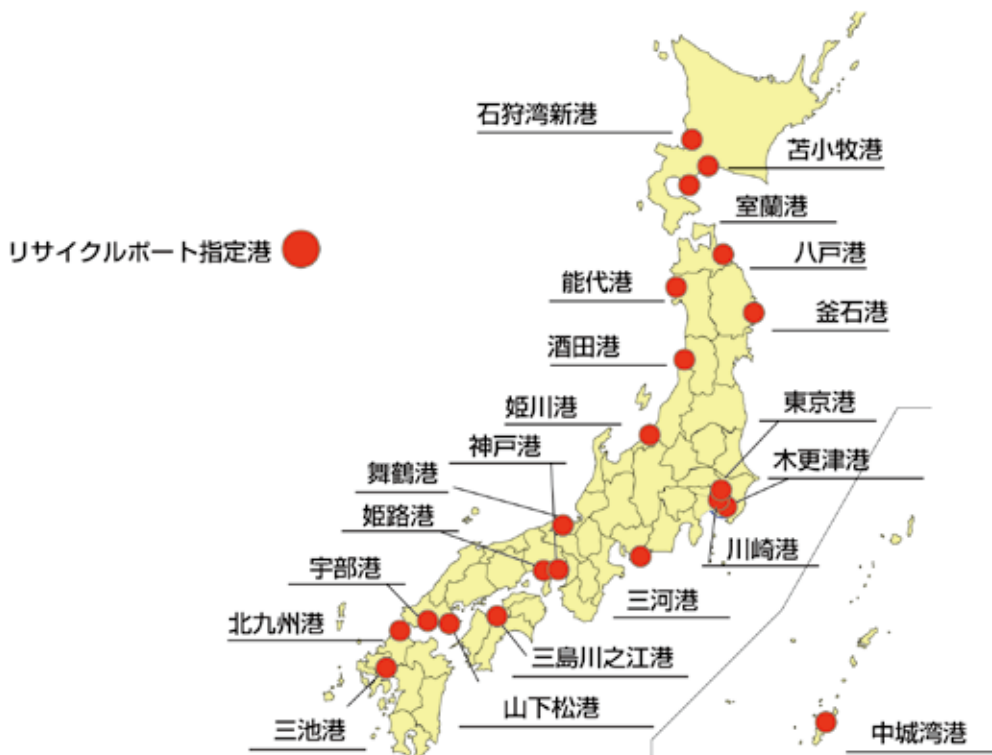 石狩湾新港
苫小牧港
室蘭港
リサイクルポート指定港
八戸港
能代港
釜石港
酒田港
姫川港
東京港
神戸港
木更津港
舞鶴港
姫路港
川崎港
宇部港
三河港
北九州港
三島川之江港
山下松港
三池港
中城湾港